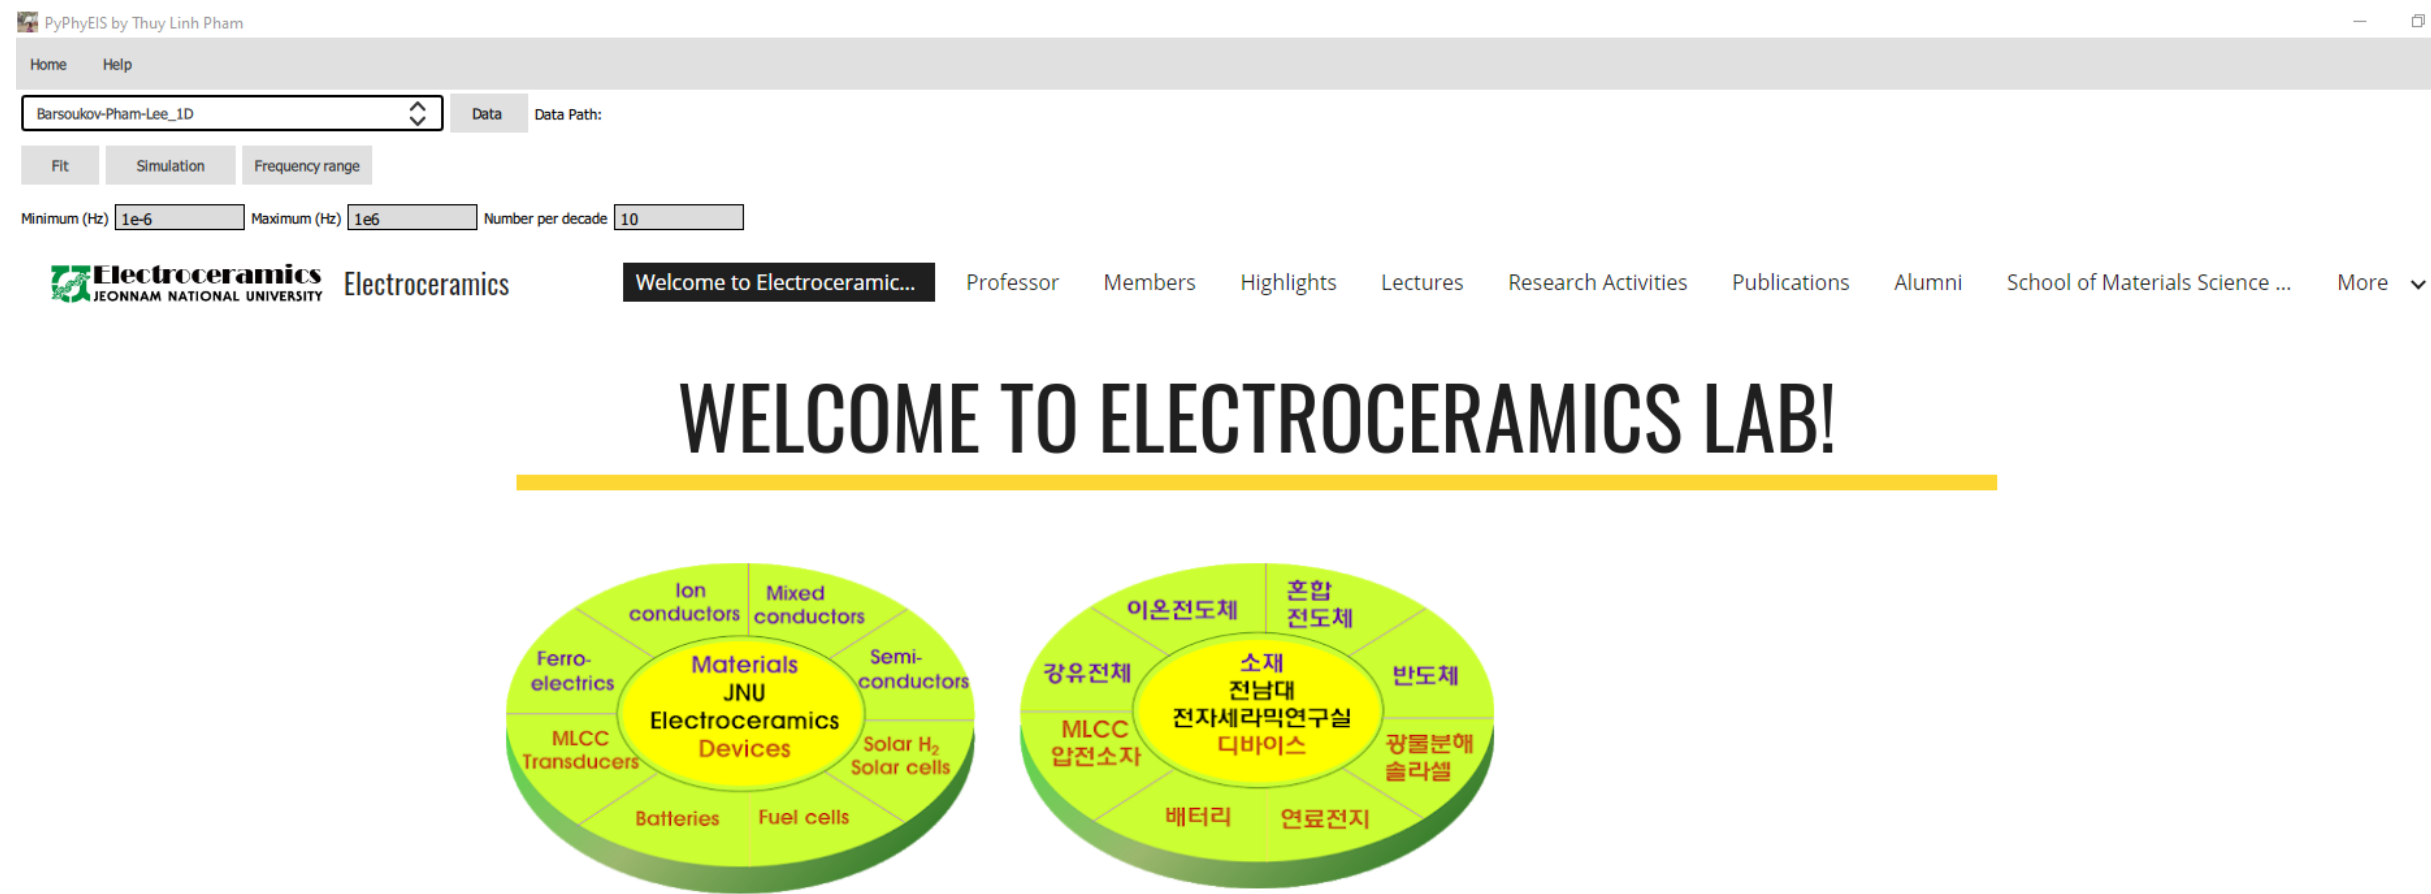 PyPhyEIS by Thuy Linh Pham
Home Help
Barsoukov-Pham-Lee_1D Data Data Path:
Fit Simulation Frequency range
Minimum (Hz) 1e-6 Maximum (Hz) 1e6 Number per decade 10
Electroceramics
JEONNAM NATIONAL UNIVERSITY
Electroceramics Welcome to Electroceramic... Professor Members Highlights Lectures Research Activities Publications Alumni School of Materials Science ... More
WELCOME TO ELECTROCERAMICS LAB!
Ion
conductors
Mixed
conductors
Ferro-
electrics
Materials
JNU
Electroceramics
Devices
Semi-
conductors
MLCC
Transducers
Solar H₂
Solar cells
Batteries
Fuel cells
이온전도체
혼합
전도체
강유전체
소재
전남대
전자세라믹연구실
디바이스
반도체
MLCC
압전소자
광물분해
솔라셀
배터리
연료전지